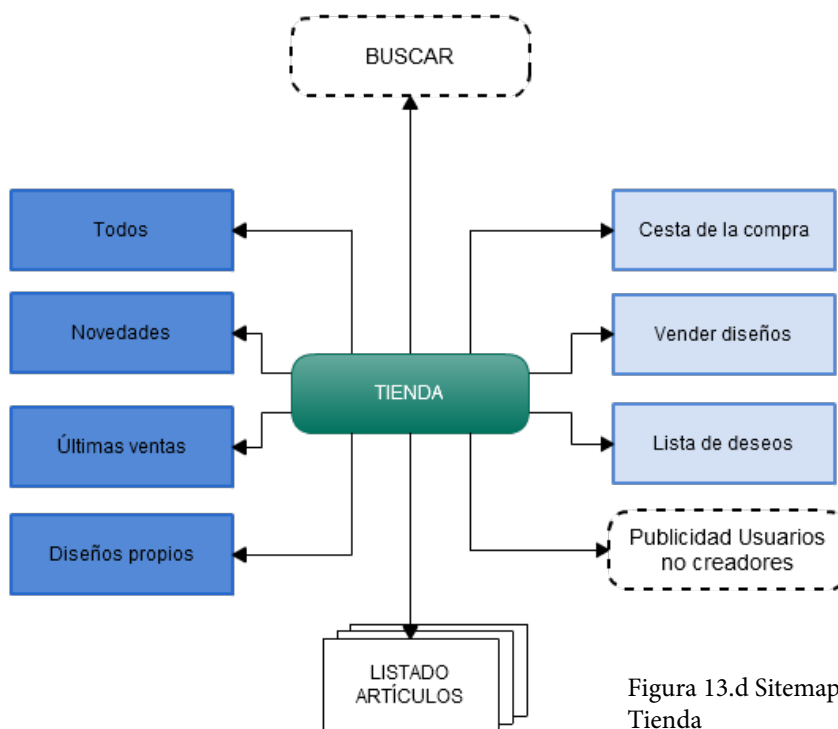 BUSCAR
Todos
Cesta de la compra
Novedades
Vender diseños
TIENDA
Últimas ventas
Lista de deseos
Diseños propios
Publicidad Usuarios
no creadores
LISTADO
ARTÍCULOS
Figura 13.d Sitemap
Tienda